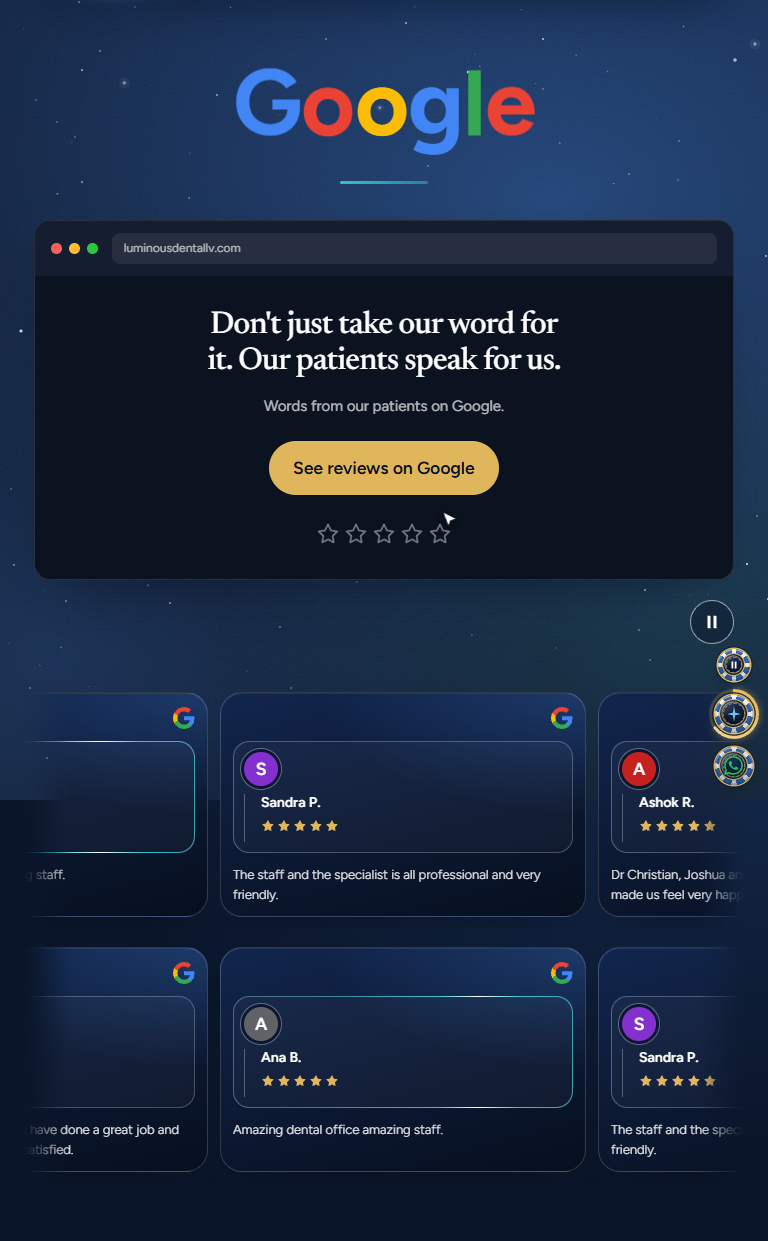 Google
luminousdentallv.com
Don't just take our word for
it. Our patients speak for us.
Words from our patients on Google.
See reviews on Google
staff.
S
Sandra P.
The staff and the specialist is all professional and very
friendly.
A
Ashok R.
Dr Christian, Joshua an
made us feel very happ
have done a great job and
satisfied.
A
Ana B.
Amazing dental office amazing staff.
S
Sandra P.
The staff and the spec
friendly.